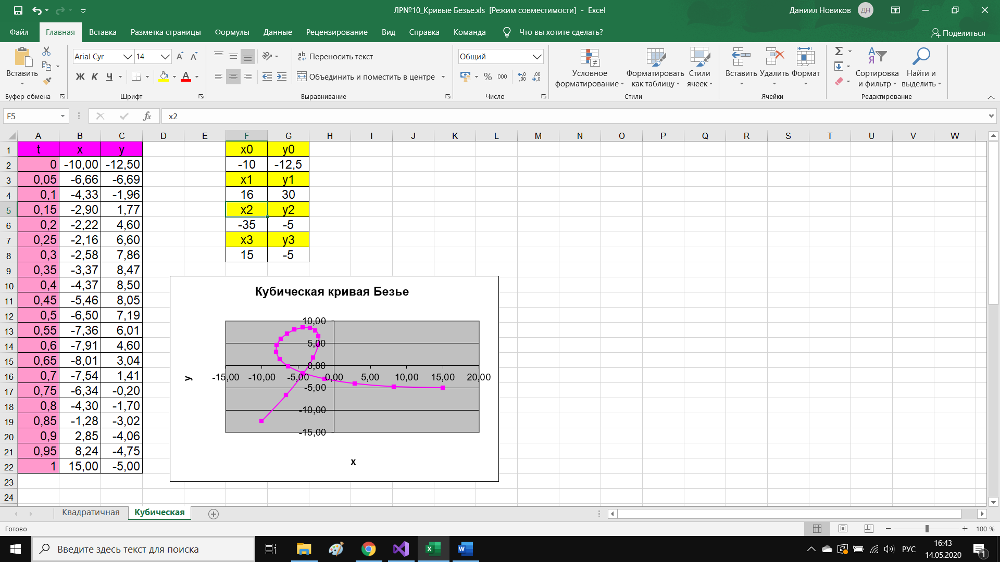 ЛР№10_Кривые Безье.xls [Режим совместимости] - Excel
Даниил Новиков ДН
Файл Главная Вставка Разметка страницы Формулы Данные Рецензирование Вид Справка Команда Что вы хотите сделать? Поделиться
Вставить
Буфер обмена
Arial Cyr 14
Ж К Ч
Шрифт
Переносить текст
Объединить и поместить в центре
Выравнивание
Общий
% 000
Число
Условное форматирование
Форматировать как таблицу
Стили ячеек
Стили
Вставить Удалить Формат
Ячейки
Сортировка и фильтр
Найти и выделить
Редактирование
F5 fx x2
A B C D E F G H I J K L M N O P Q R S T U V W
1 t x y x0 y0
2 0 -10,00 -12,50 -10 -12,5
3 0,05 -6,66 -6,69 x1 y1
4 0,1 -4,33 -1,96 16 30
5 0,15 -2,90 1,77 x2 y2
6 0,2 -2,22 4,60 -35 -5
7 0,25 -2,16 6,60 x3 y3
8 0,3 -2,58 7,86 15 -5
9 0,35 -3,37 8,47
10 0,4 -4,37 8,50
11 0,45 -5,46 8,05
12 0,5 -6,50 7,19
13 0,55 -7,36 6,01
14 0,6 -7,91 4,60
15 0,65 -8,01 3,04
16 0,7 -7,54 1,41
17 0,75 -6,34 -0,20
18 0,8 -4,30 -1,70
19 0,85 -1,28 -3,02
20 0,9 2,85 -4,06
21 0,95 8,24 -4,75
22 1 15,00 -5,00
23
24
Кубическая кривая Безье
10,00
5,00
0,00
-15,00 -10,00 -5,00 0,00 5,00 10,00 15,00 20,00
-5,00
-10,00
-15,00
y
x
Квадратичная Кубическая
Готово
100 %
Введите здесь текст для поиска
РУС
16:43
14.05.2020
1